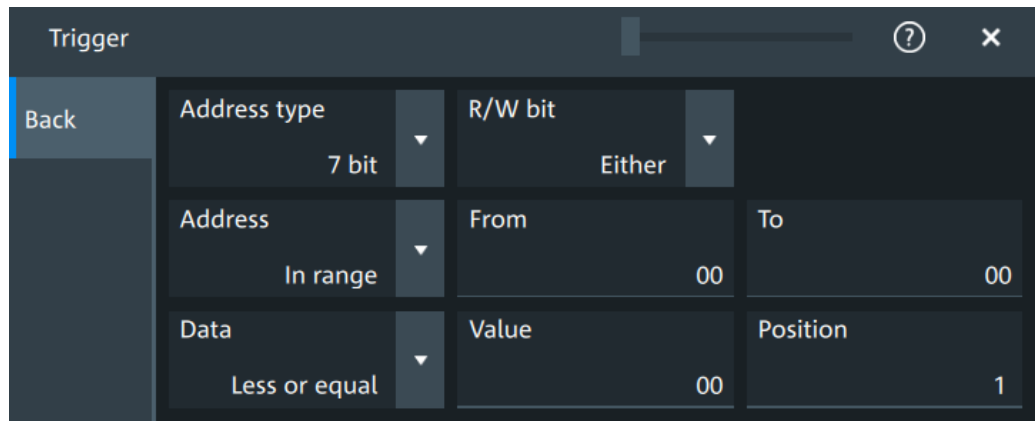 Trigger
?
Back
Address type
7 bit
R/W bit
Either
Address
In range
From
00
To
00
Data
Less or equal
Value
00
Position
1